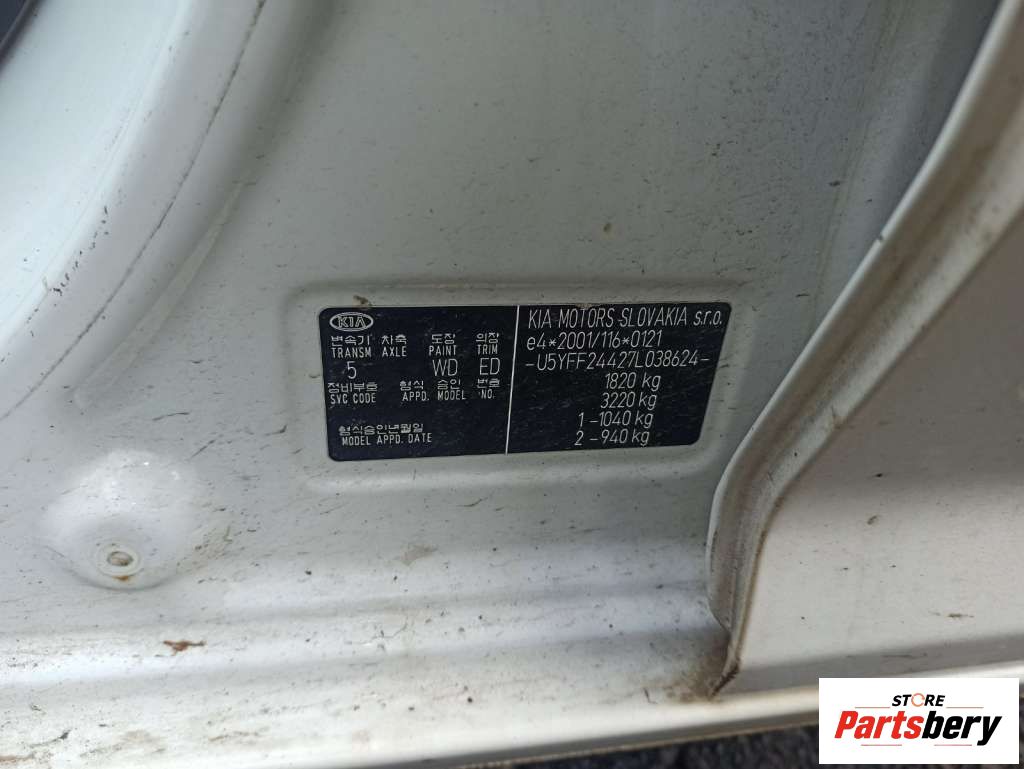 KIA
변속기 차축 도장 의장
TRANSM AXLE PAINT TRIM
5 WD ED
정비부호 형식 승인 번호
SVC CODE APPD. MODEL NO.
형식승인년월일
MODEL APPD. DATE
KIA MOTORS SLOVAKIA s.r.o.
e4*2001/116*0121
-U5YFF24427L038624-
1820 kg
3220 kg
1 -1040 kg
2 -940 kg
STORE
Partsbery